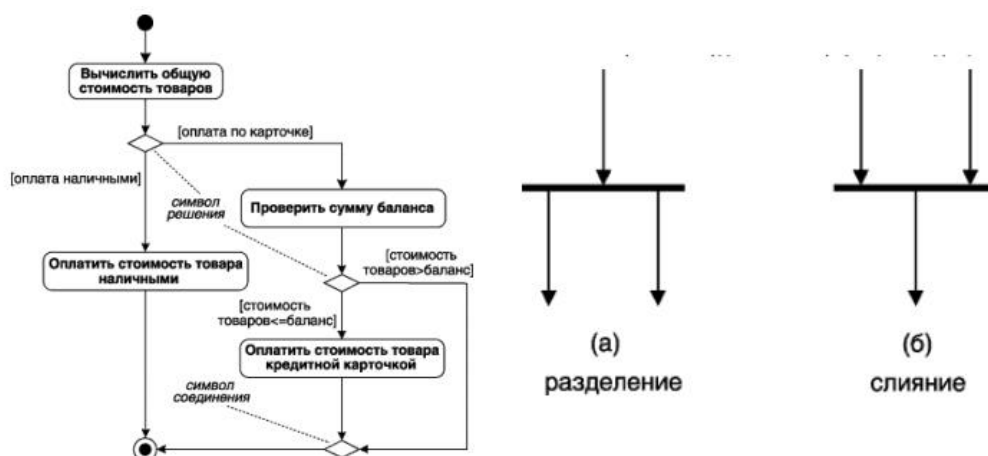 Вычислить общую
стоимость товаров
[оплата по карточке]
[оплата наличными]
символ
решения
Проверить сумму баланса
[стоимость
товаров>баланс]
Оплатить стоимость товара
наличными
[стоимость
товаров<=баланс]
Оплатить стоимость товара
кредитной карточкой
символ
соединения
(а)
разделение
(б)
слияние